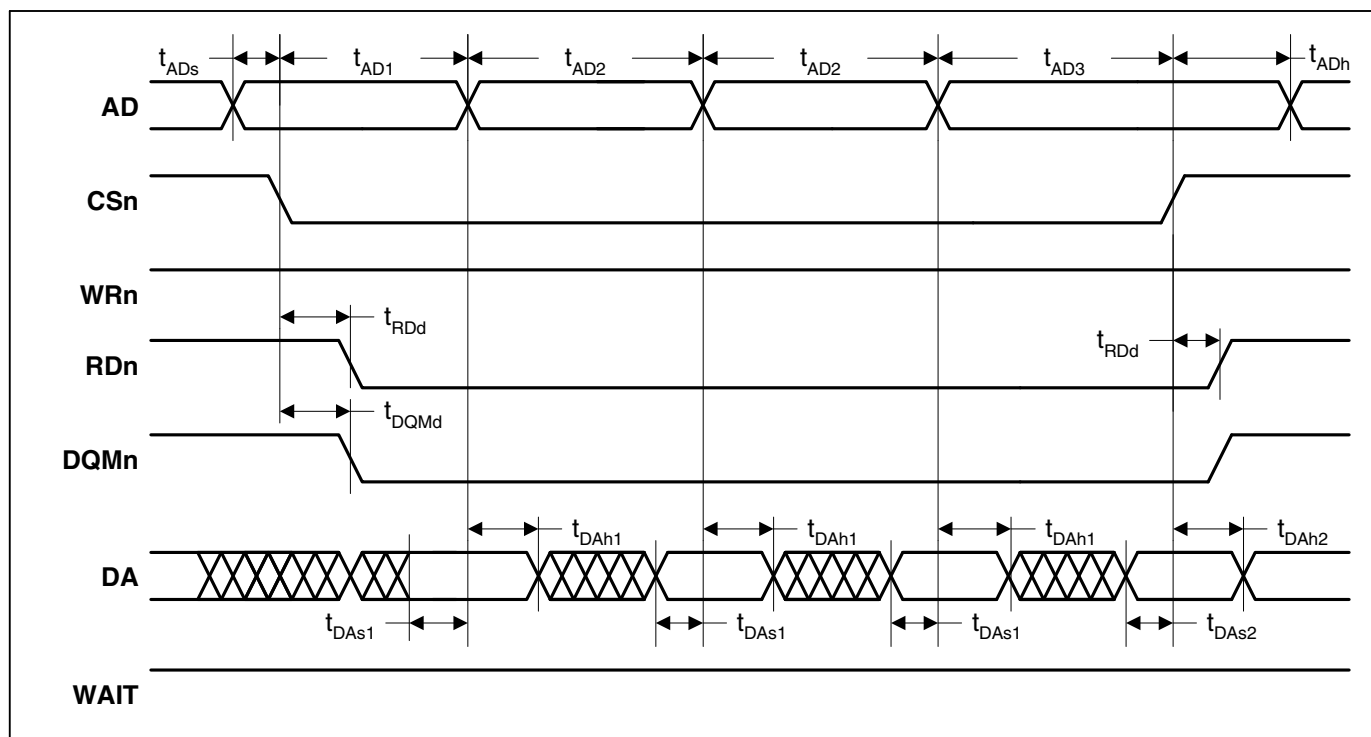 tADs tAD1 tAD2 tAD2 tAD3 tADh
AD
CSn
WRn
tRDd
tRDd
RDn
tDQMd
DQMn
tDAh1 tDAh1 tDAh1 tDAh2
DA
tDAs1 tDAs1 tDAs1 tDAs2
WAIT